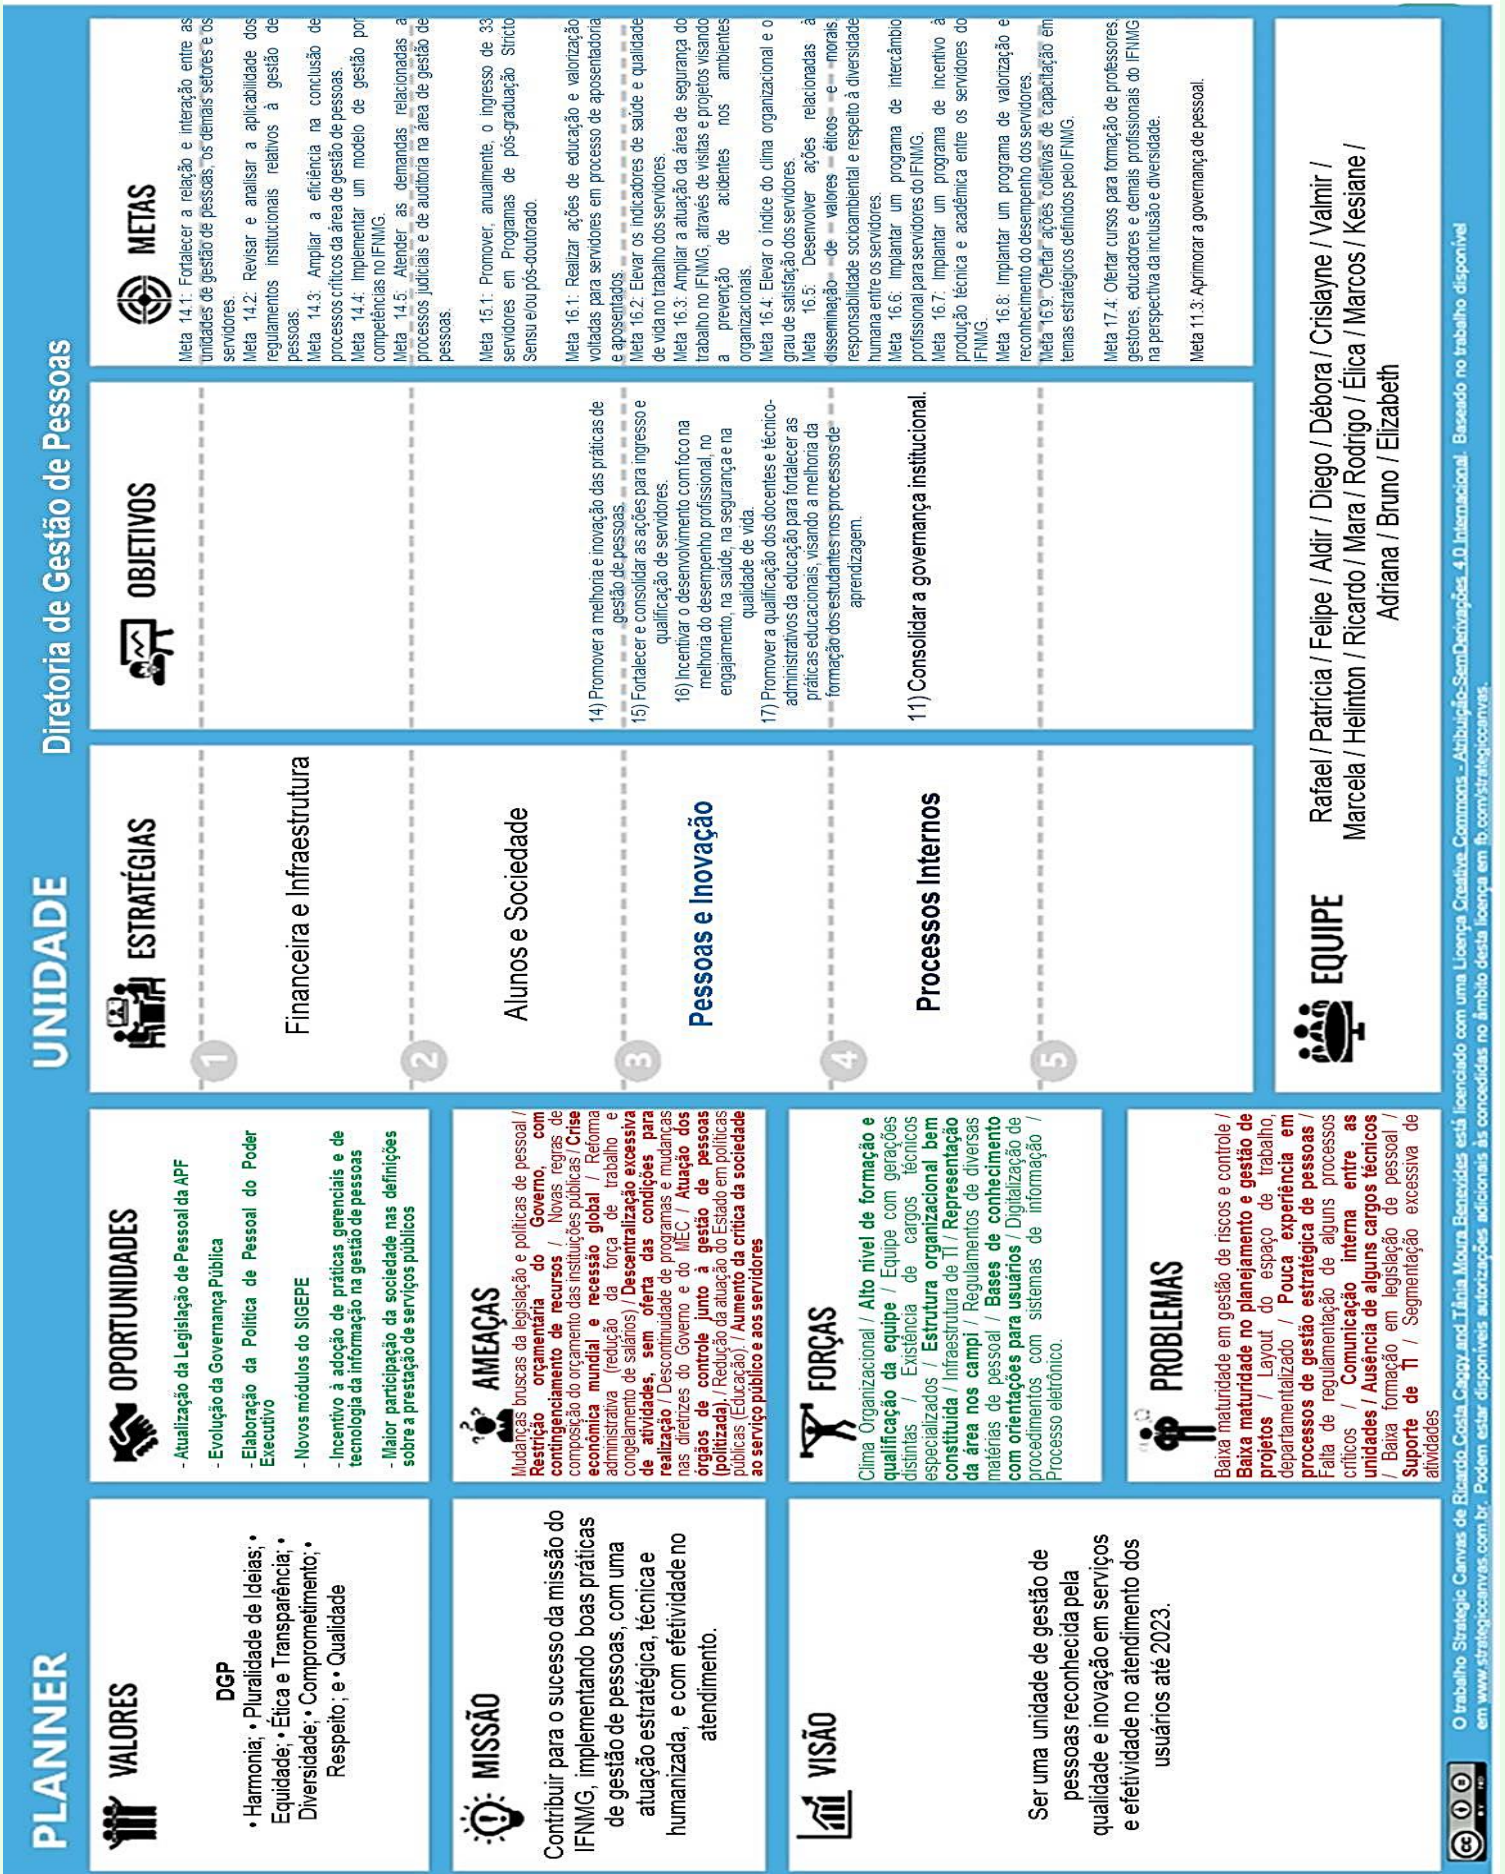 PLANNER
UNIDADE
Diretoria de Gestão de Pessoas
VALORES
DGP
• Harmonia; • Pluralidade de Ideias; •
Equidade; • Ética e Transparência; •
Diversidade; • Comprometimento; •
Respeito; e • Qualidade
MISSÃO
Contribuir para o sucesso da missão do
IFNMG, implementando boas práticas
de gestão de pessoas, com uma
atuação estratégica, técnica e
humanizada, e com efetividade no
atendimento.
VISÃO
Ser uma unidade de gestão de
pessoas reconhecida pela
qualidade e inovação em serviços
e efetividade no atendimento dos
usuários até 2023.
OPORTUNIDADES
- Atualização da Legislação de Pessoal da APF
- Evolução da Governança Pública
- Elaboração da Política de Pessoal do Poder
Executivo
- Novos módulos do SIGEPE
- Incentivo à adoção de práticas gerenciais e de
tecnologia da informação na gestão de pessoas
- Maior participação da sociedade nas definições
sobre a prestação de serviços públicos
AMEAÇAS
Mudanças bruscas da legislação e políticas de pessoal /
Restrição orçamentária do Governo, com
contingenciamento de recursos / Novas regras de
composição do orçamento das instituições públicas / Crise
econômica mundial e recessão global / Reforma
administrativa (redução da força de trabalho e
congelamento de salários) / Descentralização excessiva
de atividades, sem oferta das condições para
realização / Descontinuidade de programas e mudanças
nas diretrizes do Governo e do MEC / Atuação dos
órgãos de controle junto à gestão de pessoas
(politizada). / Redução da atuação do Estado em políticas
públicas (Educação). / Aumento da crítica da sociedade
ao serviço público e aos servidores
FORÇAS
Clima Organizacional / Alto nível de formação e
qualificação da equipe / Equipe com gerações
distintas / Existência de cargos técnicos
especializados / Estrutura organizacional bem
constituída / Infraestrutura de TI / Representação
da área nos campi / Regulamentos de diversas
matérias de pessoal / Bases de conhecimento
com orientações para usuários / Digitalização de
procedimentos com sistemas de informação /
Processo eletrônico.
PROBLEMAS
Baixa maturidade em gestão de riscos e controle /
Baixa maturidade no planejamento e gestão de
projetos / Layout do espaço de trabalho,
departamentalizado / Pouca experiência em
processos de gestão estratégica de pessoas /
Falta de regulamentação de alguns processos
críticos / Comunicação interna entre as
unidades / Ausência de alguns cargos técnicos
/ Baixa formação em legislação de pessoal /
Suporte de TI / Segmentação excessiva de
atividades
ESTRATÉGIAS
1
Financeira e Infraestrutura
2
Alunos e Sociedade
3
Pessoas e Inovação
4
Processos Internos
5
OBJETIVOS
14) Promover a melhoria e inovação das práticas de
gestão de pessoas.
15) Fortalecer e consolidar as ações para ingresso e
qualificação de servidores.
16) Incentivar o desenvolvimento com foco na
melhoria do desempenho profissional, no
engajamento, na saúde, na segurança e na
qualidade de vida.
17) Promover a qualificação dos docentes e técnico-
administrativos da educação para fortalecer as
práticas educacionais, visando a melhoria da
formação dos estudantes nos processos de
aprendizagem.
11) Consolidar a governança institucional.
METAS
Meta 14.1: Fortalecer a relação e interação entre as
unidades de gestão de pessoas, os demais setores e os
servidores.
Meta 14.2: Revisar e analisar a aplicabilidade dos
regulamentos institucionais relativos à gestão de
pessoas.
Meta 14.3: Ampliar a eficiência na conclusão de
processos críticos da área de gestão de pessoas.
Meta 14.4: Implementar um modelo de gestão por
competências no IFNMG.
Meta 14.5: Atender as demandas relacionadas a
processos judiciais e de auditoria na área de gestão de
pessoas.
Meta 15.1: Promover, anualmente, o ingresso de 33
servidores em Programas de pós-graduação Stricto
Sensu e/ou pós-doutorado.
Meta 16.1: Realizar ações de educação e valorização
voltadas para servidores em processo de aposentadoria
e aposentados.
Meta 16.2: Elevar os indicadores de saúde e qualidade
de vida no trabalho dos servidores.
Meta 16.3: Ampliar a atuação da área de segurança do
trabalho no IFNMG, através de visitas e projetos visando
a prevenção de acidentes nos ambientes
organizacionais.
Meta 16.4: Elevar o índice do clima organizacional e o
grau de satisfação dos servidores.
Meta 16.5: Desenvolver ações relacionadas à
disseminação de valores éticos e morais,
responsabilidade socioambiental e respeito à diversidade
humana entre os servidores.
Meta 16.6: Implantar um programa de intercâmbio
profissional para servidores do IFNMG.
Meta 16.7: Implantar um programa de incentivo à
produção técnica e acadêmica entre os servidores do
IFNMG.
Meta 16.8: Implantar um programa de valorização e
reconhecimento do desempenho dos servidores.
Meta 16.9: Ofertar ações coletivas de capacitação em
temas estratégicos definidos pelo IFNMG.
Meta 17.4: Ofertar cursos para formação de professores,
gestores, educadores e demais profissionais do IFNMG
na perspectiva da inclusão e diversidade.
Meta 11.3: Aprimorar a governança de pessoal.
EQUIPE
Rafael / Patrícia / Felipe / Aldir / Diego / Débora / Crislayne / Valmir /
Marcela / Helinton / Ricardo / Mara / Rodrigo / Élica / Marcos / Kesiane /
Adriana / Bruno / Elizabeth
cc
BY ND
O trabalho Strategic Canvas de Ricardo Costa Caggy and Tânia Moura Benevides está licenciado com uma Licença Creative Commons - Atribuição-SemDerivações 4.0 Internacional. Baseado no trabalho disponível
em www.strategiccanvas.com.br. Podem estar disponíveis autorizações adicionais às concedidas no âmbito desta licença em fb.com/strategiccanvas.